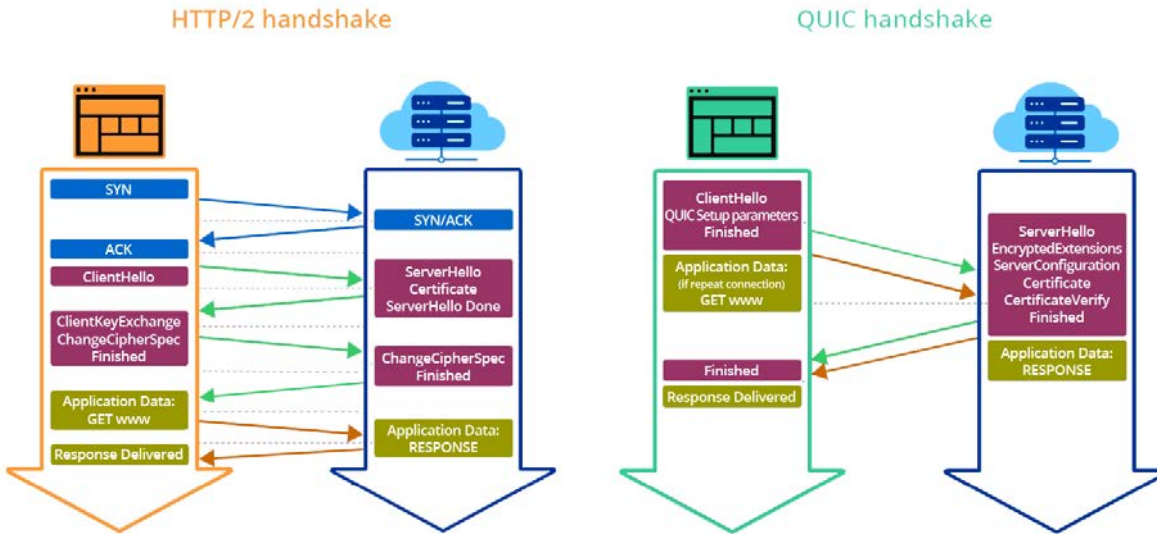 HTTP/2 handshake
SYN
SYN/ACK
ACK
ClientHello
ServerHello
Certificate
ServerHello Done
ClientKeyExchange
ChangeCipherSpec
Finished
ChangeCipherSpec
Finished
Application Data:
GET www
Application Data:
RESPONSE
Response Delivered
QUIC handshake
ClientHello
QUIC Setup parameters
Finished
Application Data:
(if repeat connection)
GET www
ServerHello
EncryptedExtensions
ServerConfiguration
Certificate
CertificateVerify
Finished
Application Data:
RESPONSE
Finished
Response Delivered